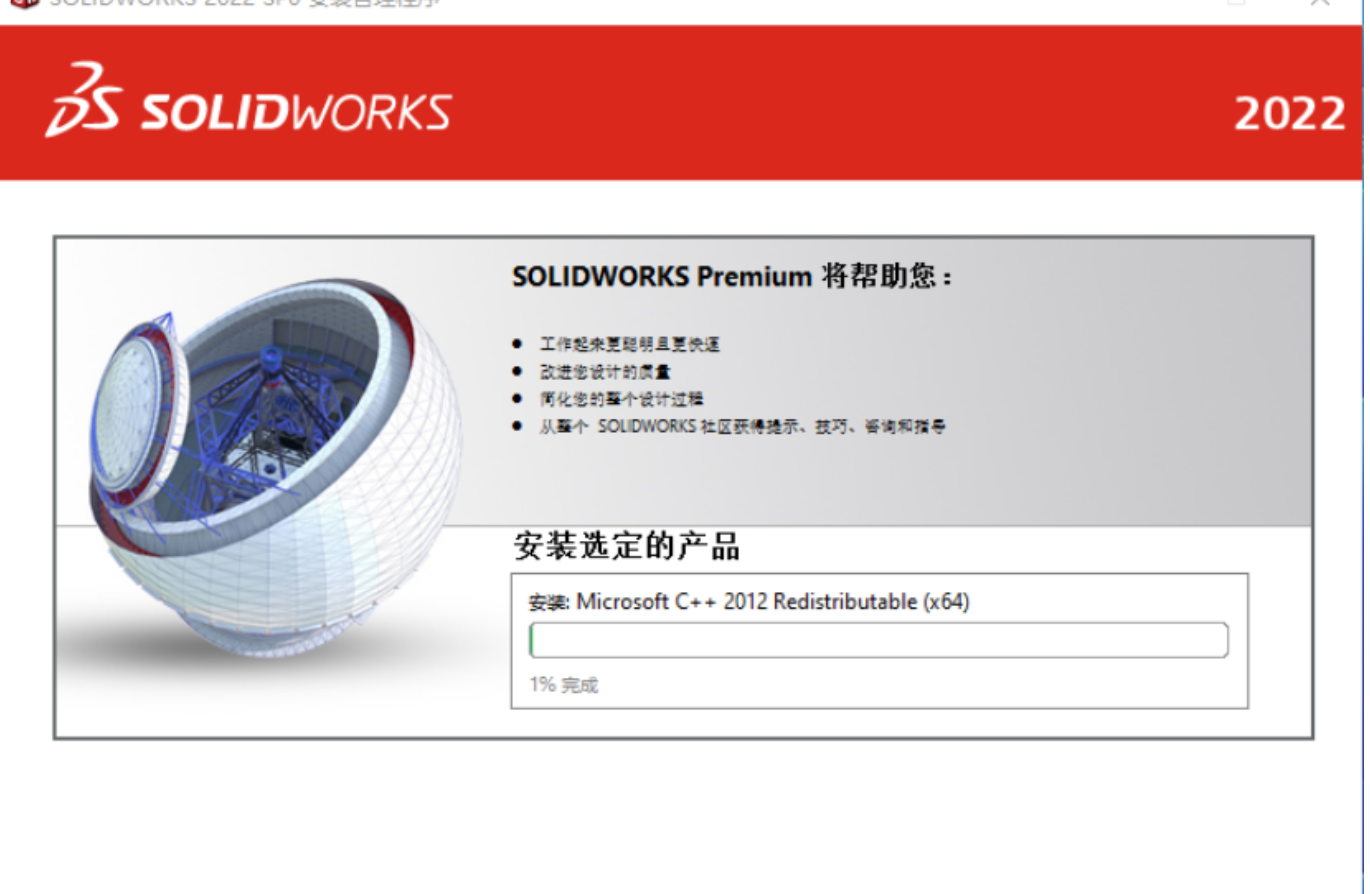 SOLIDWORKS 2022 SP0 安装管理程序
SOLIDWORKS
2022
SOLIDWORKS Premium 将帮助您：
● 工作起来更聪明且更快速
● 改进您设计的质量
● 简化您的整个设计过程
● 从整个 SOLIDWORKS 社区获得提示、技巧、咨询和指导
安装选定的产品
安装: Microsoft C++ 2012 Redistributable (x64)
1% 完成